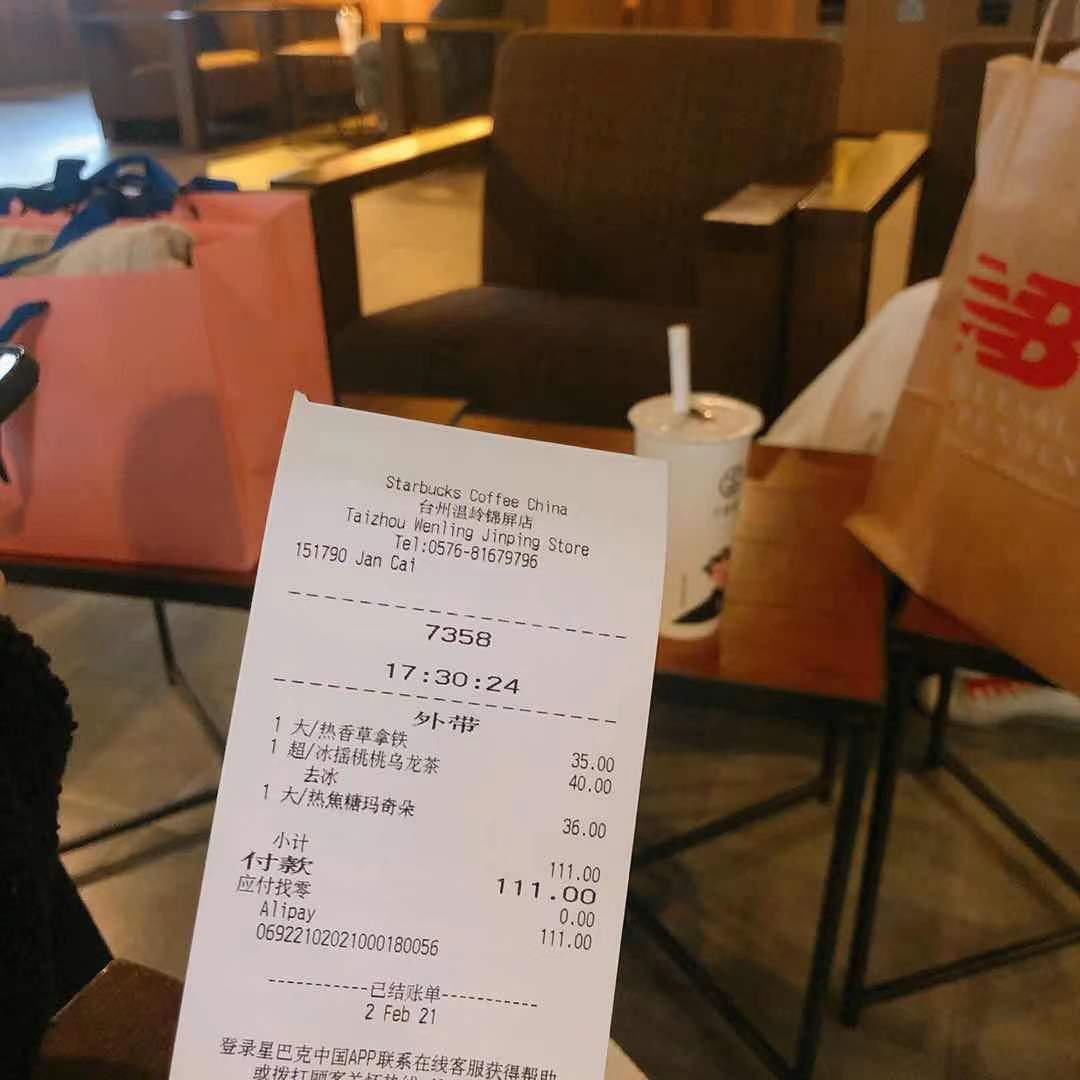 Starbucks Coffee China
台州温岭锦屏店
Taizhou Wenling Jinping Store
Tel:0576-81679796
151790 Jan Cai
7358
17:30:24
外带
1 大/热香草拿铁 35.00
1 超/冰摇桃桃乌龙茶 40.00
去冰
1 大/热焦糖玛奇朵 36.00
小计 111.00
付款 111.00
应付找零 0.00
Alipay 111.00
06922102021000180056
-----------已结账单-----------
2 Feb 21
登录星巴克中国APP联系在线客服获得帮助
NB